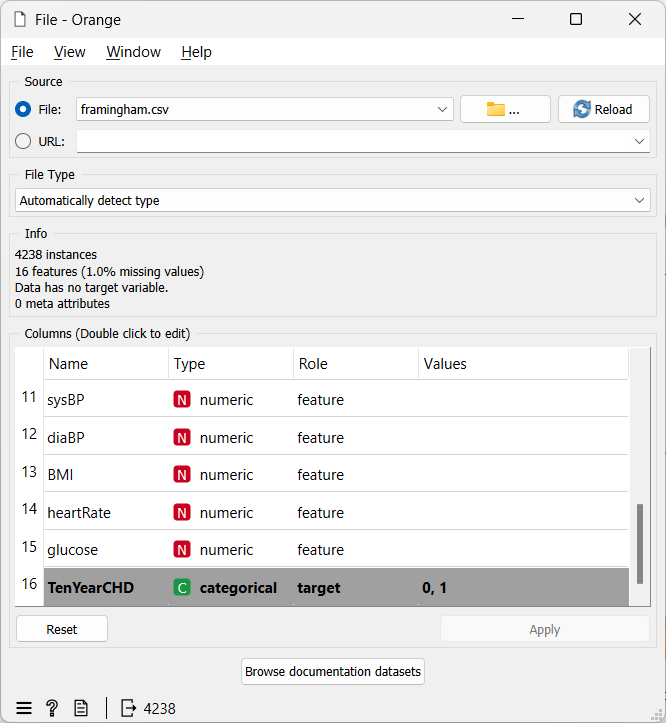 File - Orange
File View Window Help
Source
File: framingham.csv ... Reload
URL:
File Type
Automatically detect type
Info
4238 instances
16 features (1.0% missing values)
Data has no target variable.
0 meta attributes
Columns (Double click to edit)
Name Type Role Values
11 sysBP N numeric feature
12 diaBP N numeric feature
13 BMI N numeric feature
14 heartRate N numeric feature
15 glucose N numeric feature
16 TenYearCHD C categorical target 0, 1
Reset Apply
Browse documentation datasets
? 4238